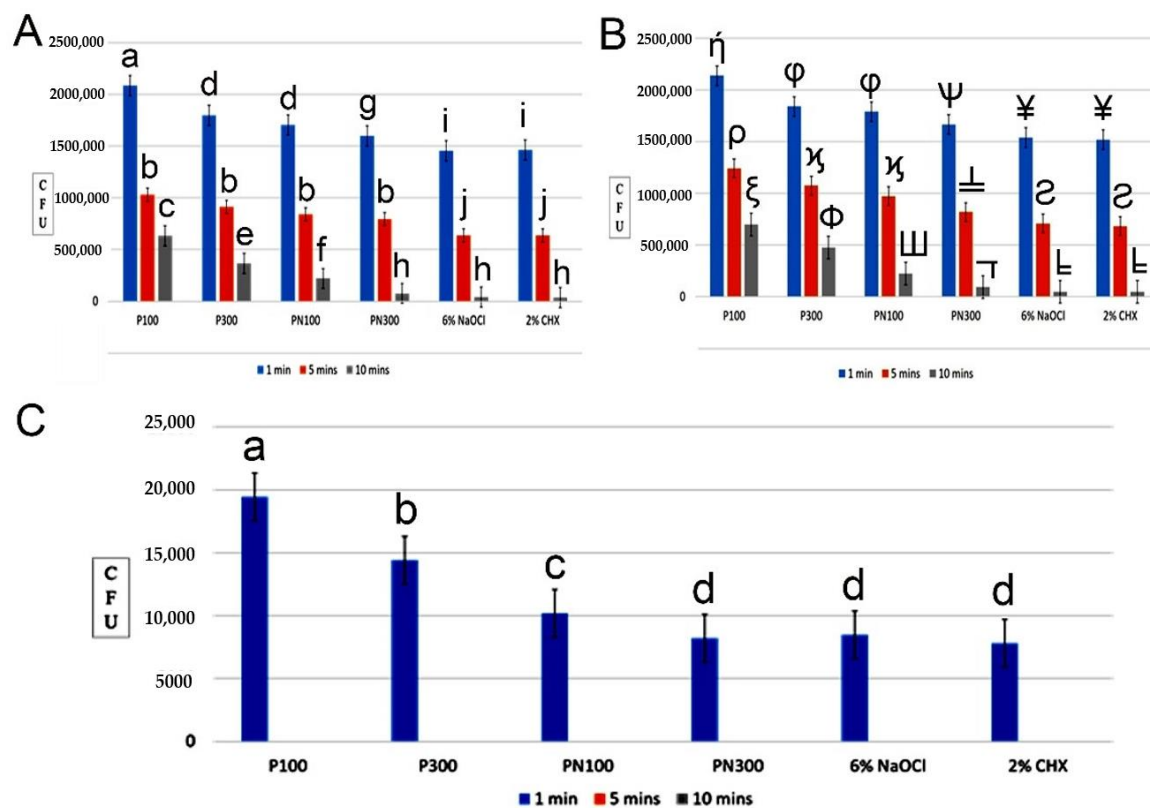 A
2500,000
2000,000
1500,000
1000,000
500,000
0
C
F
U
a
b
c
d
b
e
d
b
f
g
b
h
i
j
h
i
j
h
P100
P300
PN100
PN300
6% NaOCl
2% CHX
1 min
5 mins
10 mins
B
2500,000
2000,000
1500,000
1000,000
500,000
0
C
F
U
ή
ρ
ξ
φ
ϗ
Φ
φ
ϗ
Ш
Ψ
¥
¥
P100
P300
PN100
PN300
6% NaOCl
2% CHX
1 min
5 mins
10 mins
C
25,000
20,000
15,000
10,000
5000
0
C
F
U
a
b
c
d
d
d
P100
P300
PN100
PN300
6% NaOCl
2% CHX
1 min
5 mins
10 mins